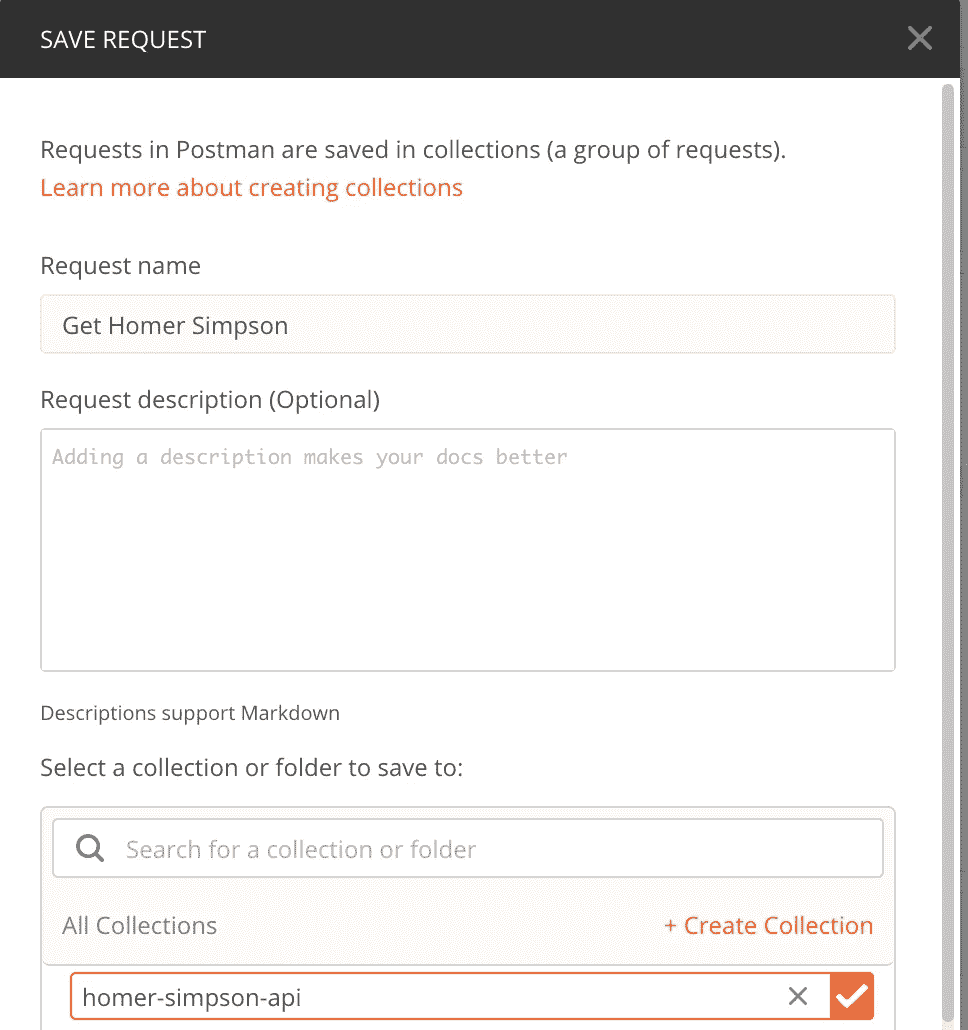 SAVE REQUEST
Requests in Postman are saved in collections (a group of requests).
Learn more about creating collections
Request name
Get Homer Simpson
Request description (Optional)
Adding a description makes your docs better
Descriptions support Markdown
Select a collection or folder to save to:
Search for a collection or folder
All Collections
+ Create Collection
homer-simpson-api